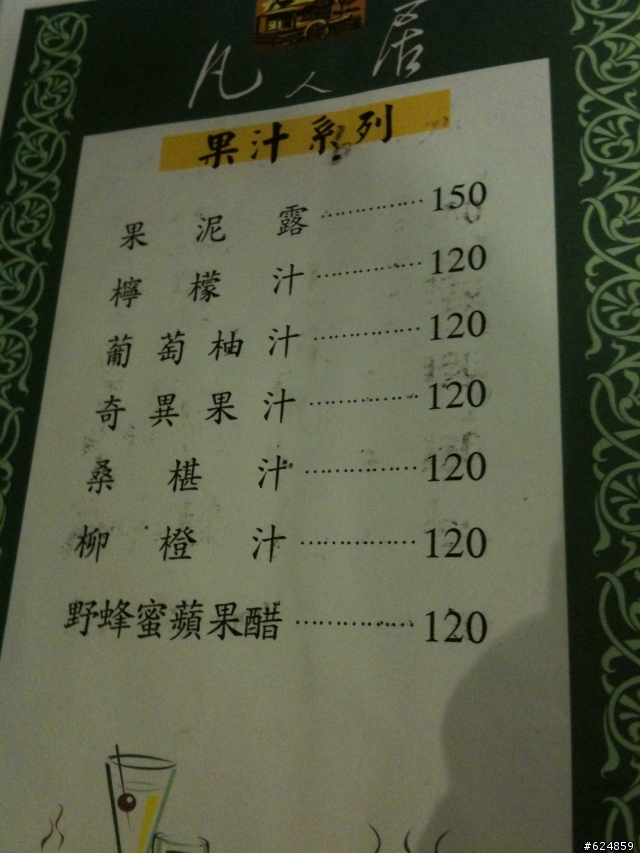 凡人居
果汁系列
果泥露 150
檸檬汁 120
葡萄柚汁 120
奇異果汁 120
桑椹汁 120
柳橙汁 120
野蜂蜜蘋果醋 120
#624859